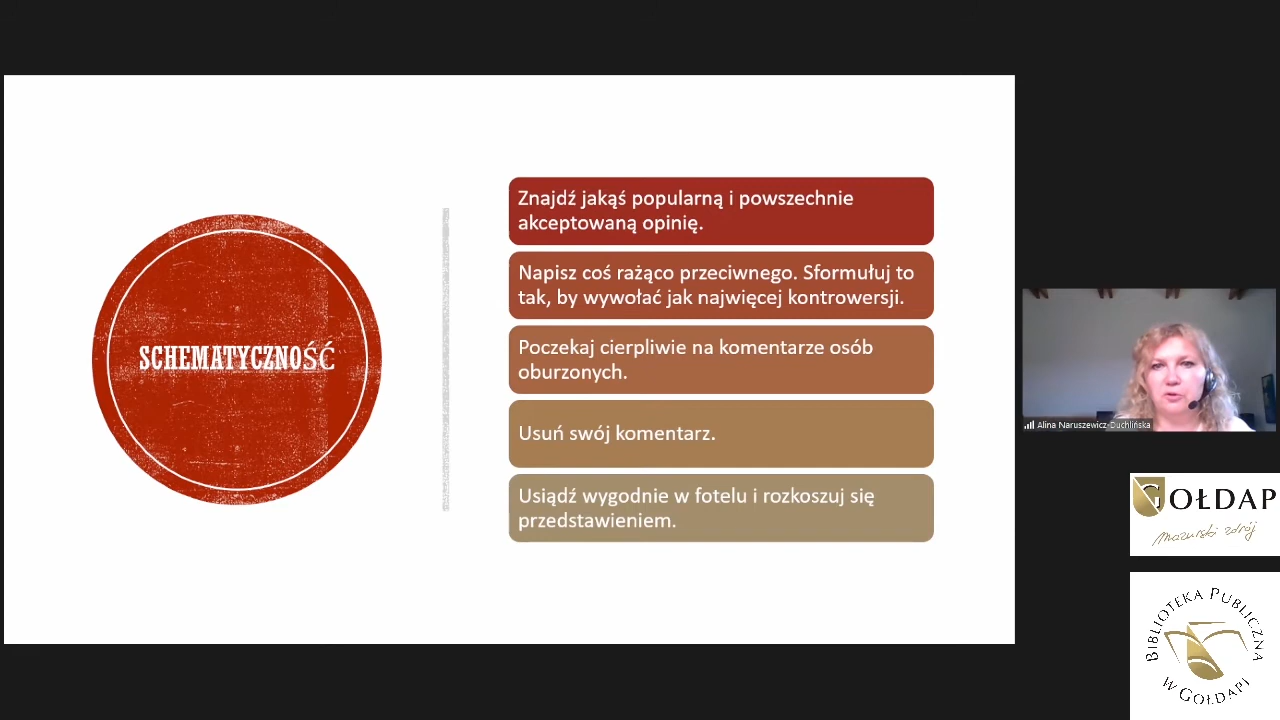 SCHEMATYCZNOŚĆ
Znajdź jakąś popularną i powszechnie
akceptowaną opinię.
Napisz coś rażąco przeciwnego. Sformułuj to
tak, by wywołać jak najwięcej kontrowersji.
Poczekaj cierpliwie na komentarze osób
oburzonych.
Usuń swój komentarz.
Usiądź wygodnie w fotelu i rozkoszuj się
przedstawieniem.
Alina Naruszewicz-Duchlińska
GOŁDAP
Mazurski zdrój
BIBLIOTEKA PUBLICZNA
W GOŁDAPI